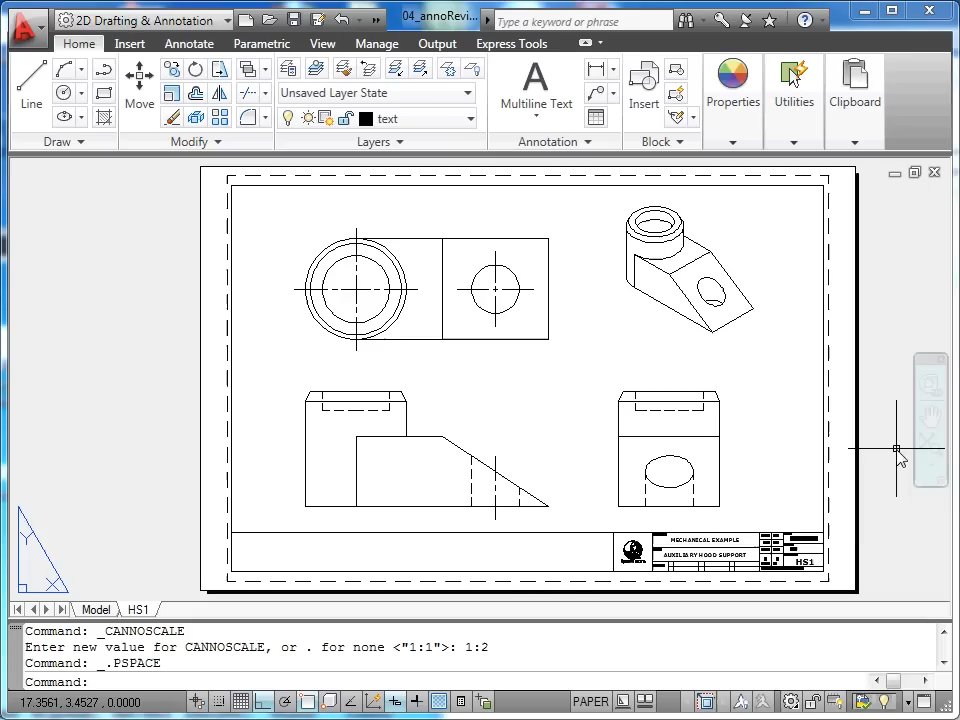 2D Drafting & Annotation
04_annoRevi...
Type a keyword or phrase
Home
Insert
Annotate
Parametric
View
Manage
Output
Express Tools
Line
Move
Unsaved Layer State
text
A
Multiline Text
Insert
Properties
Utilities
Clipboard
Draw
Modify
Layers
Annotation
Block
MECHANICAL EXAMPLE
AUXILIARY HOOD SUPPORT
HS1
Y
X
Model
HS1
Command: _CANNOSCALE
Enter new value for CANNOSCALE, or . for none <"1:1">: 1:2
Command: _.PSPACE
Command:
17.3561, 3.4527, 0.0000
PAPER